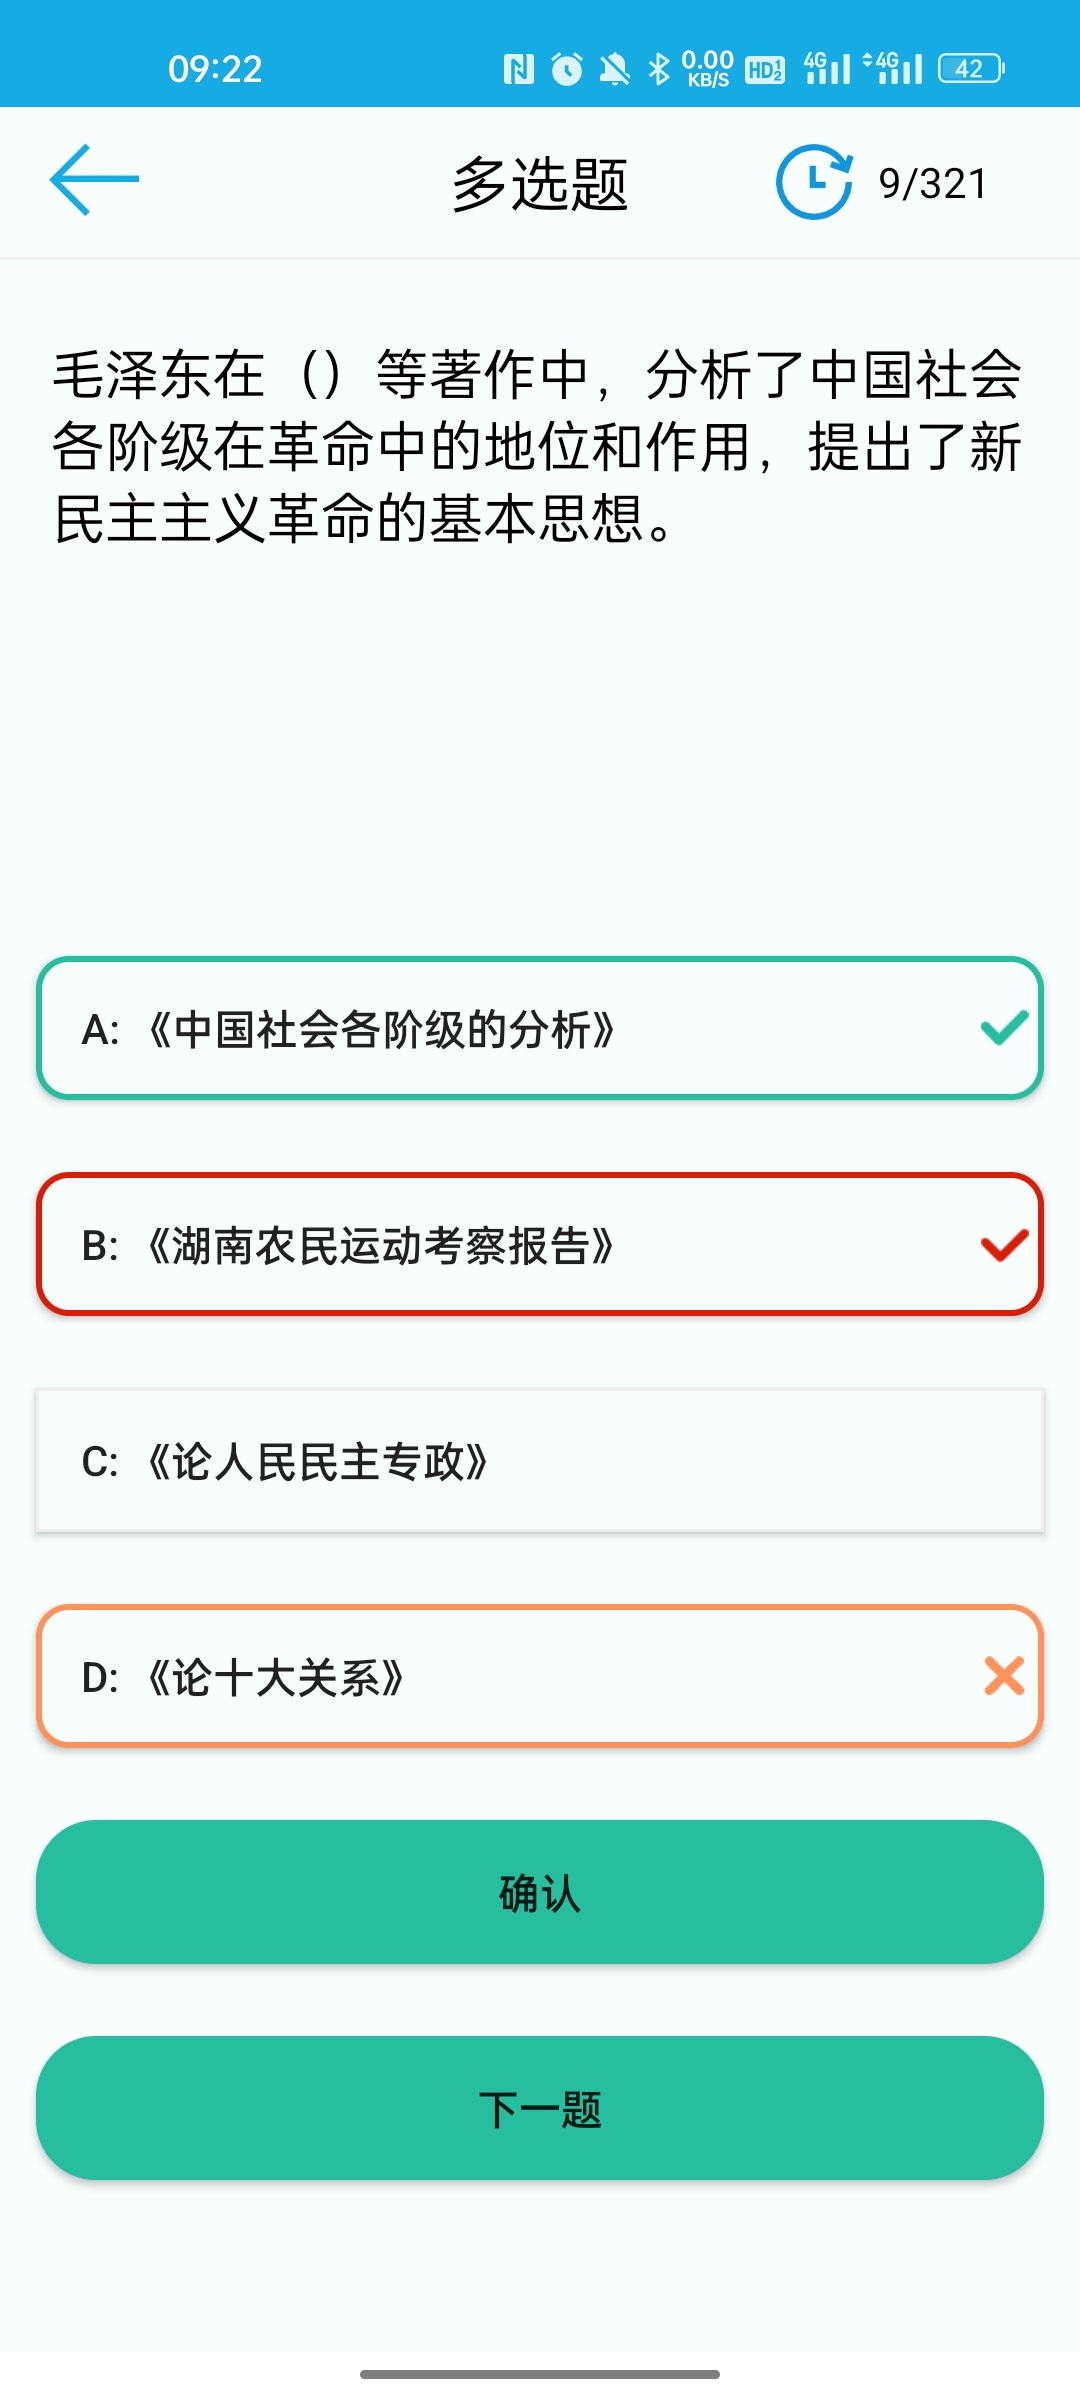 09:22 0.00 KB/S HD 1 2 4G 4G 42
多选题 9/321
毛泽东在（）等著作中，分析了中国社会
各阶级在革命中的地位和作用，提出了新
民主主义革命的基本思想。
A: 《中国社会各阶级的分析》
B: 《湖南农民运动考察报告》
C: 《论人民民主专政》
D: 《论十大关系》
确认
下一题